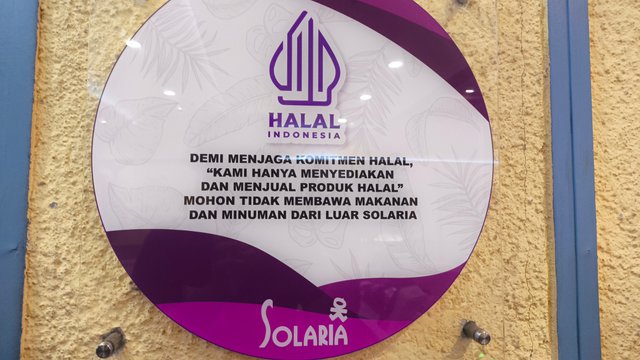 HALAL
INDONESIA
DEMI MENJAGA KOMITMEN HALAL,
“KAMI HANYA MENYEDIAKAN
DAN MENJUAL PRODUK HALAL”
MOHON TIDAK MEMBAWA MAKANAN
DAN MINUMAN DARI LUAR SOLARIA
SOLARIA